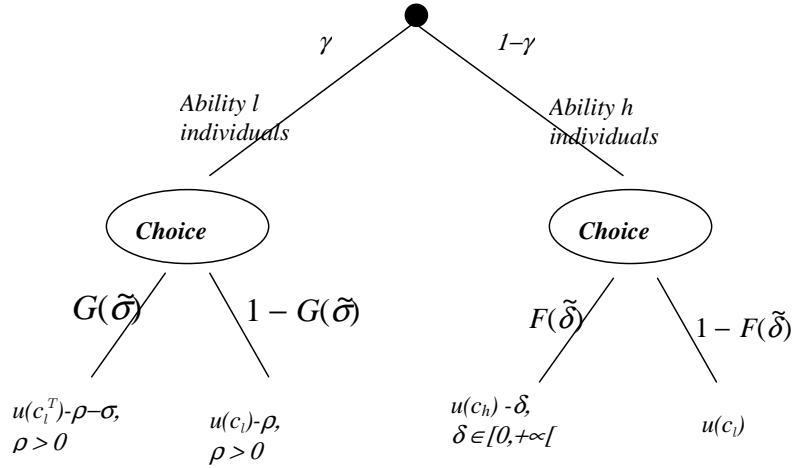 γ
1−γ
Ability l
individuals
Ability h
individuals
Choice
Choice
G(σ̃)
1 − G(σ̃)
F(δ̃)
1 − F(δ̃)
u(c_l^T)-ρ−σ,
ρ > 0
u(c_l)-ρ,
ρ > 0
u(c_h) -δ,
δ ∈[0,+∝[
u(c_l)